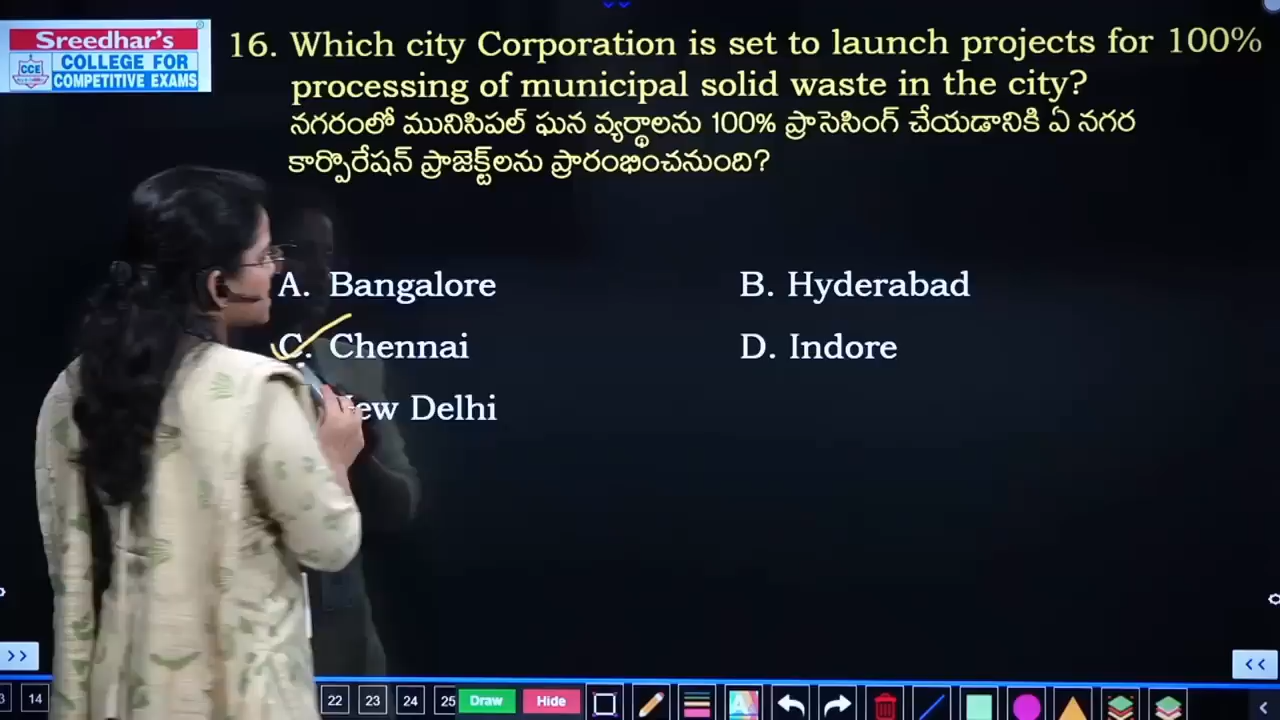 Sreedhar's
CCE
COLLEGE FOR
COMPETITIVE EXAMS
16. Which city Corporation is set to launch projects for 100%
processing of municipal solid waste in the city?
నగరంలో మునిసిపల్ ఘన వ్యర్థాలను 100% ప్రాసెసింగ్ చేయడానికి ఏ నగర
కార్పొరేషన్ ప్రాజెక్ట్‌లను ప్రారంభించనుంది?
A. Bangalore
B. Hyderabad
C. Chennai
D. Indore
Delhi
>>
<<
14
22
23
24
25
Draw
Hide